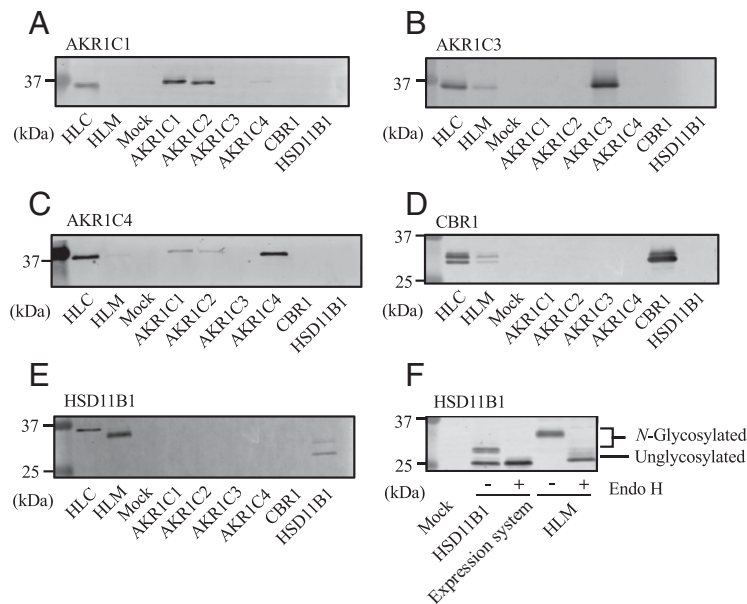 A
AKR1C1
37
(kDa)
HLC
HLM
Mock
AKR1C1
AKR1C2
AKR1C3
AKR1C4
CBR1
HSD11B1
B
AKR1C3
37
(kDa)
HLC
HLM
Mock
AKR1C1
AKR1C2
AKR1C3
AKR1C4
CBR1
HSD11B1
C
AKR1C4
37
(kDa)
HLC
HLM
Mock
AKR1C1
AKR1C2
AKR1C3
AKR1C4
CBR1
HSD11B1
D
CBR1
37
25
(kDa)
HLC
HLM
Mock
AKR1C1
AKR1C2
AKR1C3
AKR1C4
CBR1
HSD11B1
E
HSD11B1
37
25
(kDa)
HLC
HLM
Mock
AKR1C1
AKR1C2
AKR1C3
AKR1C4
CBR1
HSD11B1
F
HSD11B1
37
25
N-Glycosylated
Unglycosylated
- + - + Endo H
(kDa)
Mock
HSD11B1
Expression system
HLM